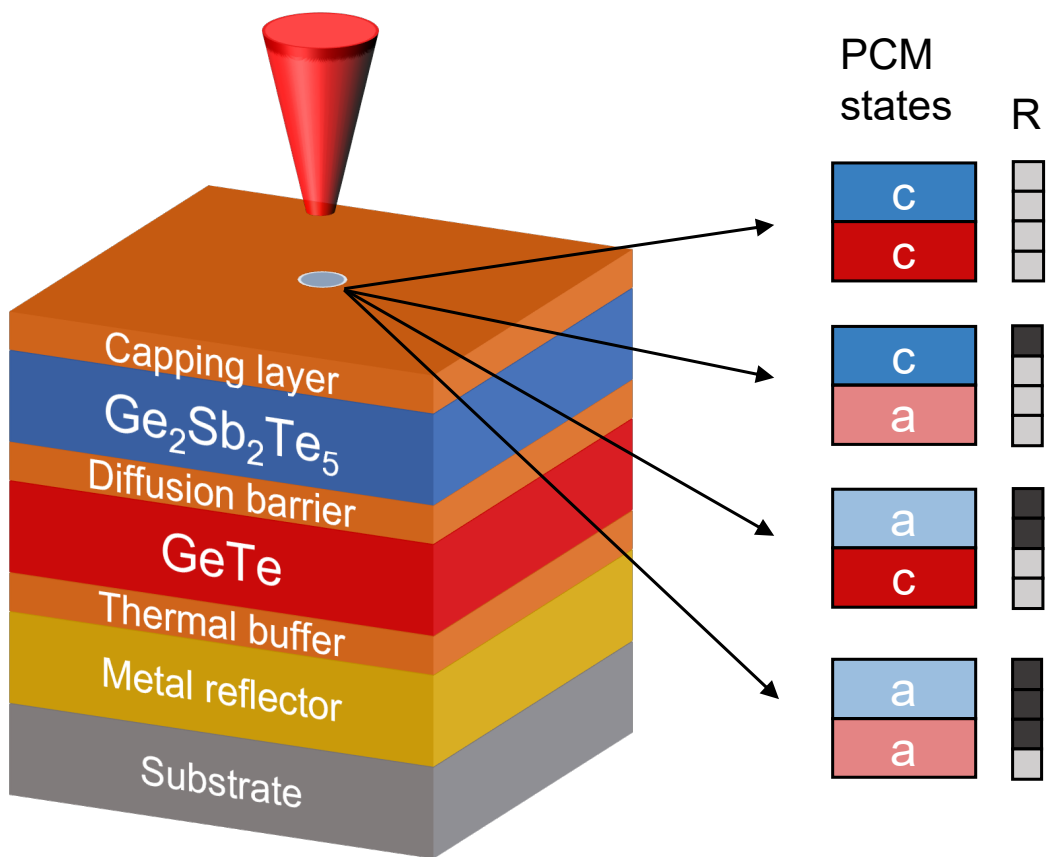 PCM
states
R
c
c
c
a
a
c
a
a
Capping layer
Ge₂Sb₂Te₅
Diffusion barrier
GeTe
Thermal buffer
Metal reflector
Substrate